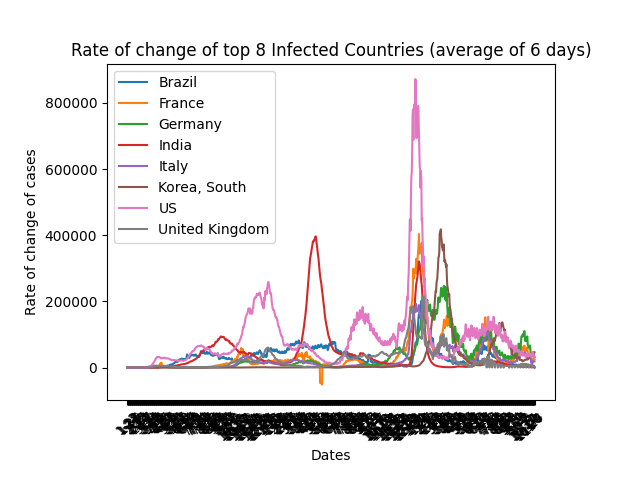 Rate of change of top 8 Infected Countries (average of 6 days)
Rate of change of cases
800000
600000
400000
200000
0
Brazil
France
Germany
India
Italy
Korea, South
US
United Kingdom
Dates